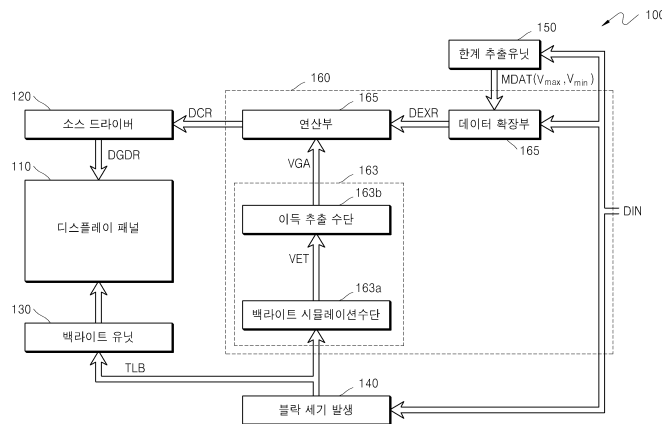 100
150
한계 추출유닛
MDAT(Vmax,Vmin)
160
120
소스 드라이버
DCR
165
연산부
DEXR
데이터 확장부
165
DGDR
VGA
163
110
디스플레이 패널
163b
이득 추출 수단
DIN
VET
163a
백라이트 시뮬레이션수단
130
백라이트 유닛
TLB
140
블락 세기 발생